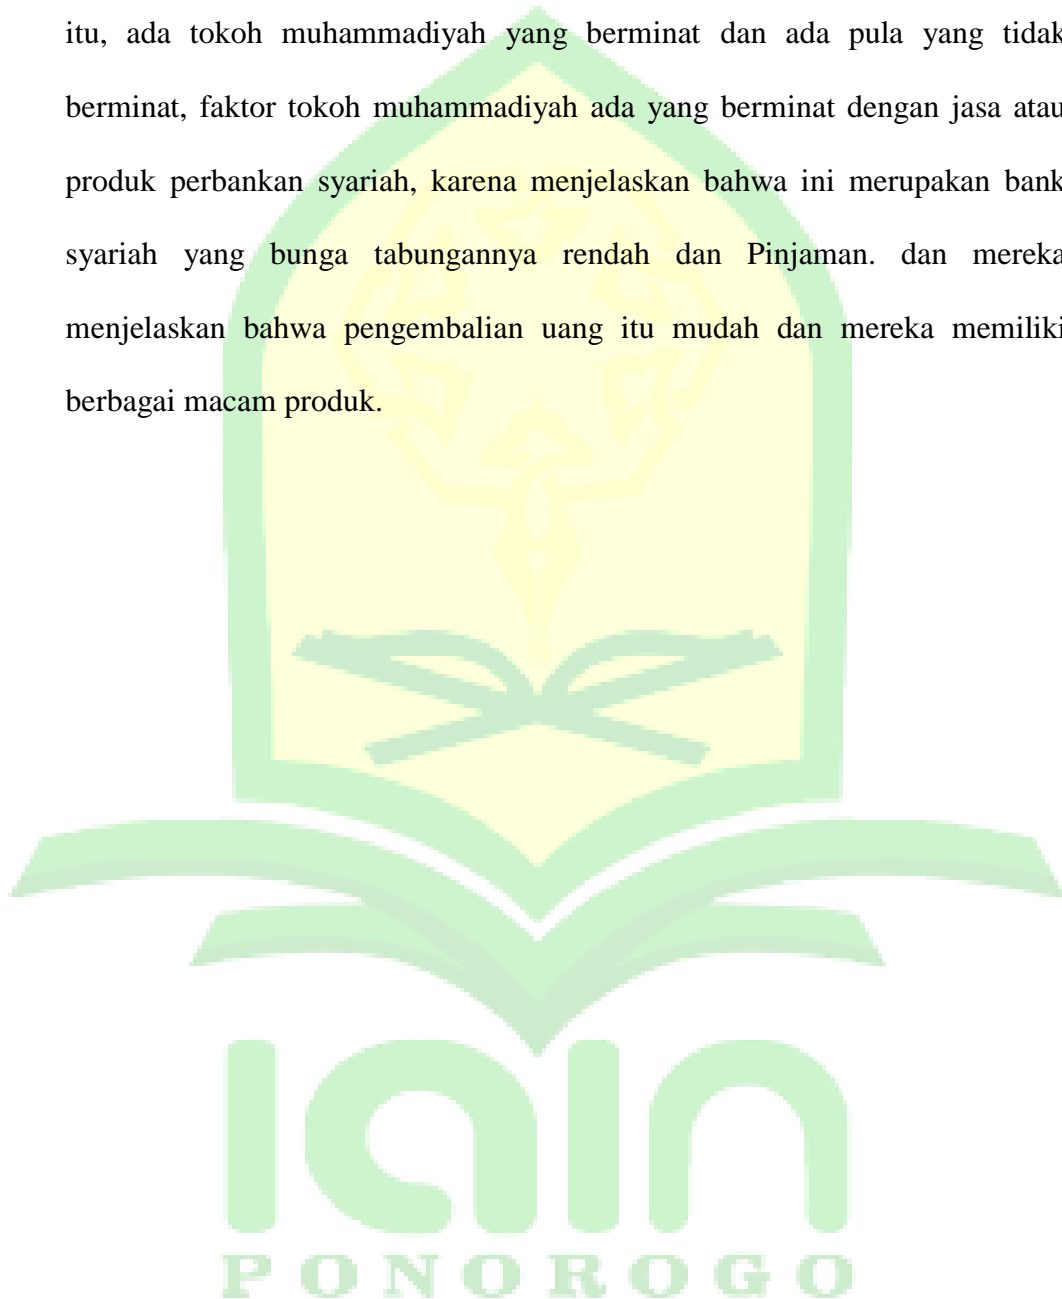 itu, ada tokoh muhammadiyah yang berminat dan ada pula yang tidak
berminat, faktor tokoh muhammadiyah ada yang berminat dengan jasa atau
produk perbankan syariah, karena menjelaskan bahwa ini merupakan bank
syariah yang bunga tabungannya rendah dan Pinjaman. dan mereka
menjelaskan bahwa pengembalian uang itu mudah dan mereka memiliki
berbagai macam produk.
iain
PONOROGO